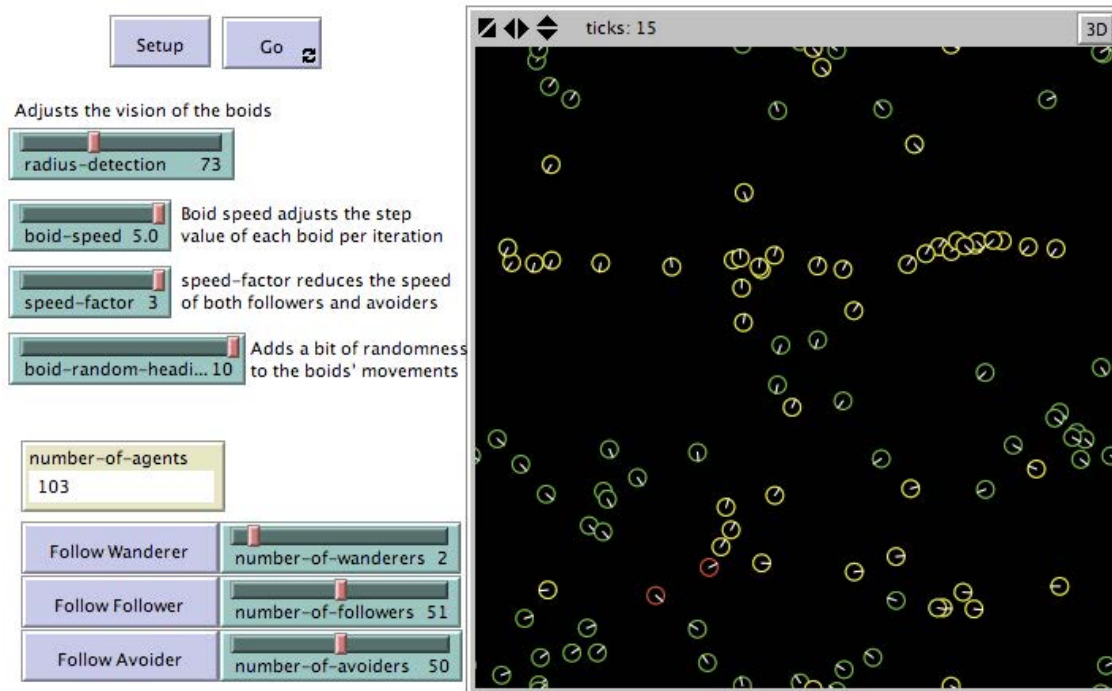 Setup
Go
ticks: 15
3D
Adjusts the vision of the boids
radius-detection 73
Boid speed adjusts the step
value of each boid per iteration
boid-speed 5.0
speed-factor reduces the speed
of both followers and avoiders
speed-factor 3
Adds a bit of randomness
to the boids' movements
boid-random-headi... 10
number-of-agents
103
Follow Wanderer
number-of-wanderers 2
Follow Follower
number-of-followers 51
Follow Avoider
number-of-avoiders 50